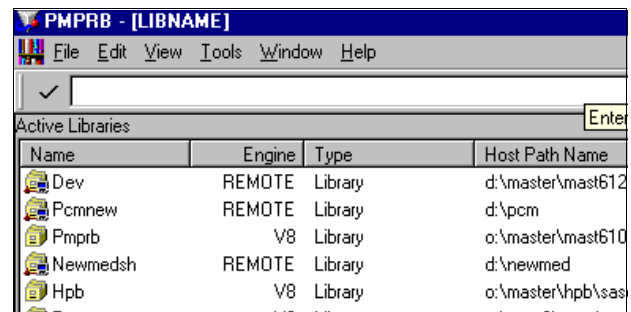 PMPRB - [LIBNAME]
File Edit View Tools Window Help
Enter
Active Libraries
Name Engine Type Host Path Name
Dev REMOTE Library d:\master\mast612
Pcmnew REMOTE Library d:\pcm
Pmprb V8 Library o:\master\mast610
Newmedsh REMOTE Library d:\newmed
Hpb V8 Library o:\master\hpb\sas